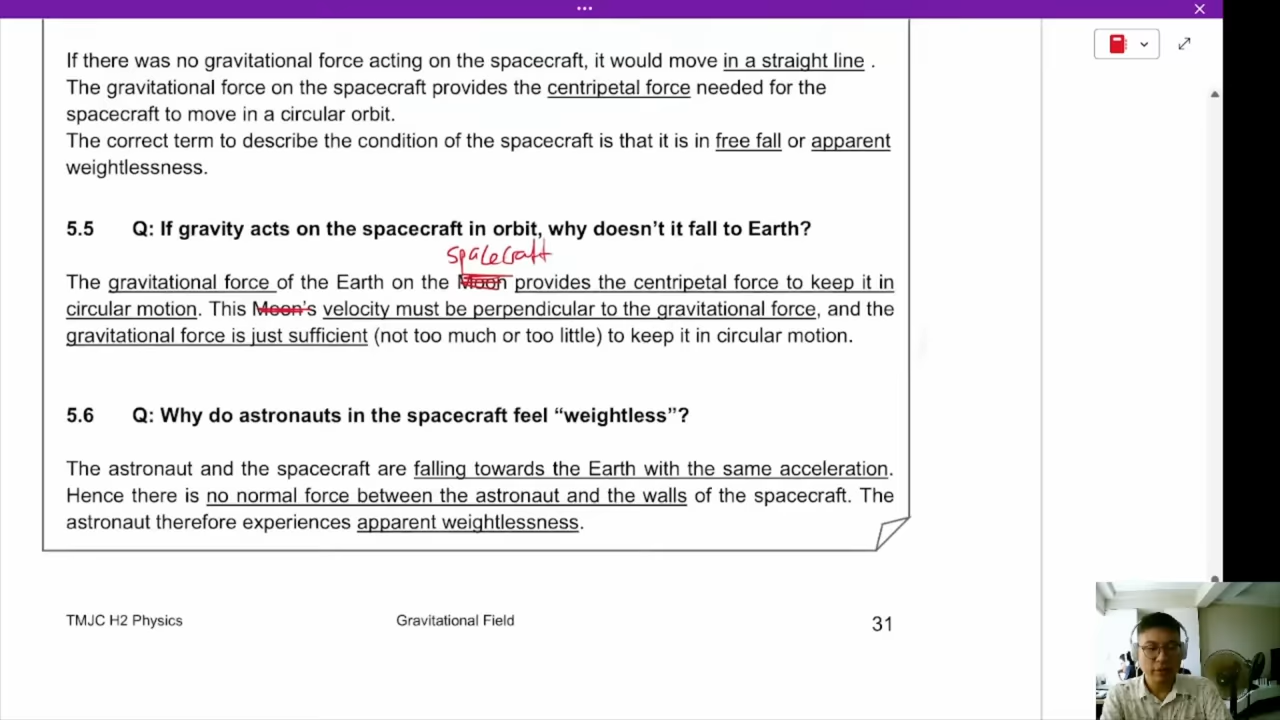 If there was no gravitational force acting on the spacecraft, it would move in a straight line .
The gravitational force on the spacecraft provides the centripetal force needed for the
spacecraft to move in a circular orbit.
The correct term to describe the condition of the spacecraft is that it is in free fall or apparent
weightlessness.
5.5 Q: If gravity acts on the spacecraft in orbit, why doesn't it fall to Earth?
spacecraft
The gravitational force of the Earth on the Moon provides the centripetal force to keep it in
circular motion. This Moon's velocity must be perpendicular to the gravitational force, and the
gravitational force is just sufficient (not too much or too little) to keep it in circular motion.
5.6 Q: Why do astronauts in the spacecraft feel “weightless”?
The astronaut and the spacecraft are falling towards the Earth with the same acceleration.
Hence there is no normal force between the astronaut and the walls of the spacecraft. The
astronaut therefore experiences apparent weightlessness.
TMJC H2 Physics Gravitational Field 31